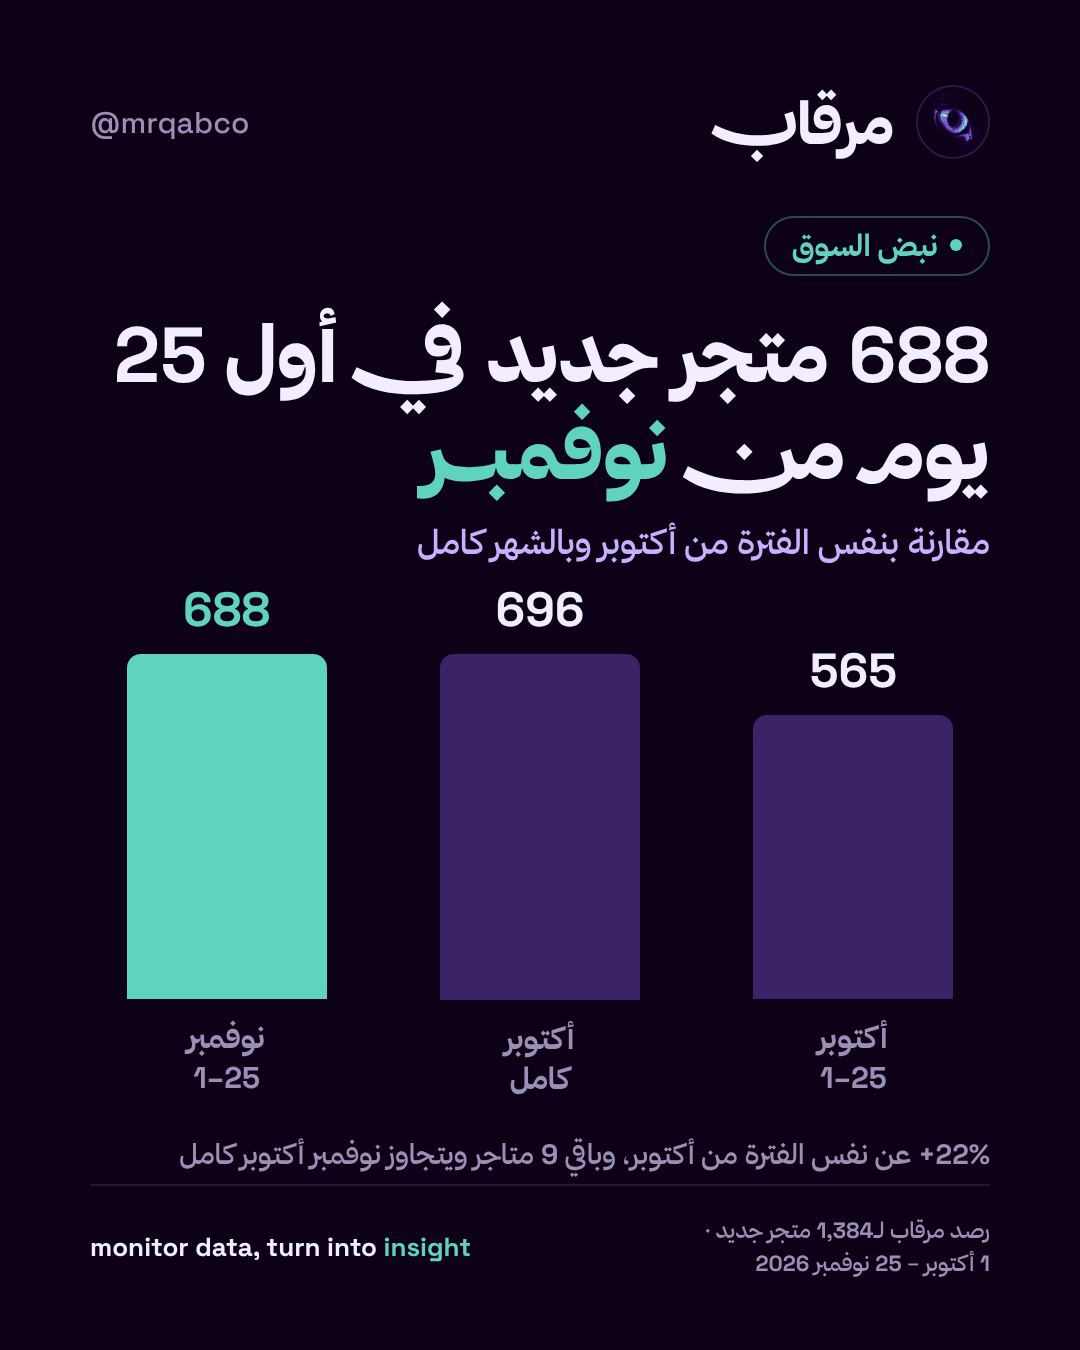 مرقاب
@mrqabco
نبض السوق
688 متجر جديد في أول 25
يوم من نوفمبر
مقارنة بنفس الفترة من أكتوبر وبالشهر كامل
565
696
688
أكتوبر
1–25
أكتوبر
كامل
نوفمبر
1–25
+22% عن نفس الفترة من أكتوبر، وباقي 9 متاجر ويتجاوز نوفمبر أكتوبر كامل
رصد مرقاب لـ1,384 متجر جديد ·
1 أكتوبر – 25 نوفمبر 2026
monitor data, turn into insight